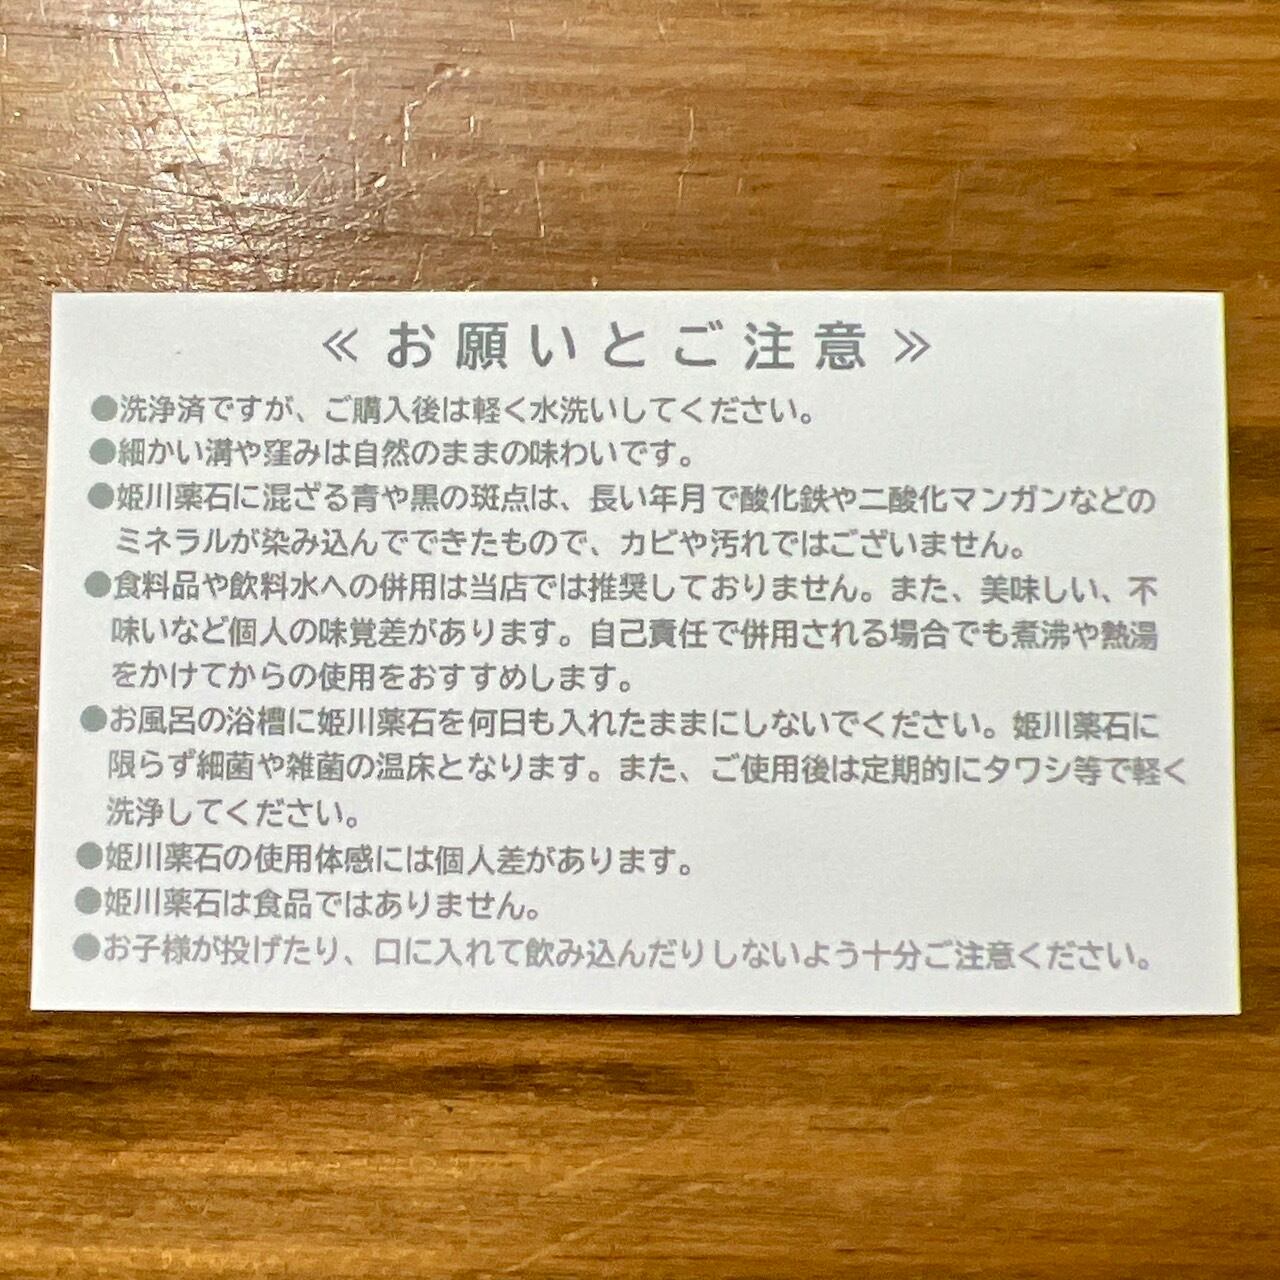 ≪お願いとご注意≫
●洗浄済ですが、ご購入後は軽く水洗いしてください。
●細かい溝や窪みは自然のままの味わいです。
●姫川薬石に混ざる青や黒の斑点は、長い年月で酸化鉄や二酸化マンガンなどの
ミネラルが染み込んでできたもので、カビや汚れではございません。
●食料品や飲料水への併用は当店では推奨しておりません。また、美味しい、不
味いなど個人の味覚差があります。自己責任で併用される場合でも煮沸や熱湯
をかけてからの使用をおすすめします。
●お風呂の浴槽に姫川薬石を何日も入れたままにしないでください。姫川薬石に
限らず細菌や雑菌の温床となります。また、ご使用後は定期的にタワシ等で軽く
洗浄してください。
●姫川薬石の使用体感には個人差があります。
●姫川薬石は食品ではありません。
●お子様が投げたり、口に入れて飲み込んだりしないよう十分ご注意ください。